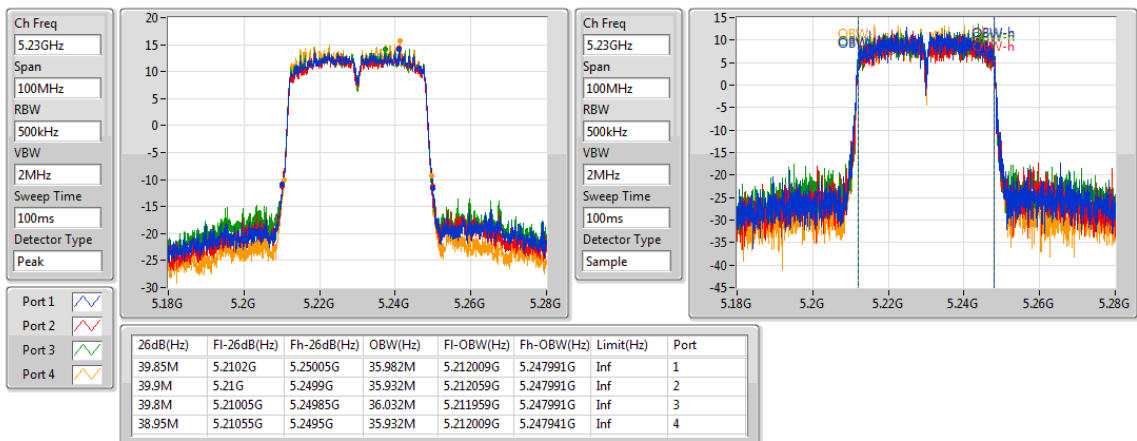 Ch Freq
5.23GHz
Span
100MHz
RBW
500kHz
VBW
2MHz
Sweep Time
100ms
Detector Type
Peak
20
15
10
5
0
-5
-10
-15
-20
-25
-30
5.18G 5.2G 5.22G 5.24G 5.26G 5.28G
Ch Freq
5.23GHz
Span
100MHz
RBW
500kHz
VBW
2MHz
Sweep Time
100ms
Detector Type
Sample
15
10
5
0
-5
-10
-15
-20
-25
-30
-35
-40
-45
OBW-h
OBW-h
5.18G 5.2G 5.22G 5.24G 5.26G 5.28G
Port 1
Port 2
Port 3
Port 4
26dB(Hz) Fl-26dB(Hz) Fh-26dB(Hz) OBW(Hz) Fl-OBW(Hz) Fh-OBW(Hz) Limit(Hz) Port
39.85M 5.2102G 5.25005G 35.982M 5.212009G 5.247991G Inf 1
39.9M 5.21G 5.2499G 35.932M 5.212059G 5.247991G Inf 2
39.8M 5.21005G 5.24985G 36.032M 5.211959G 5.247991G Inf 3
38.95M 5.21055G 5.2495G 35.932M 5.212009G 5.247941G Inf 4